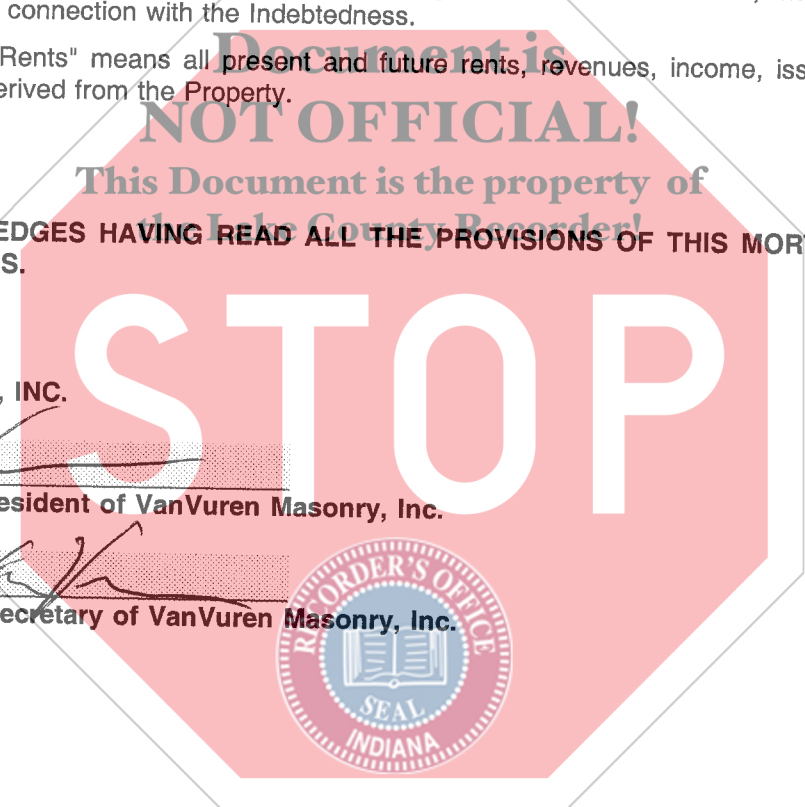 connection with the Indebtedness.
Rents" means all present and future rents, revenues, income, iss
erived from the Property.
Document is
NOT OFFICIAL!
This Document is the property of
the Lake County Recorder!
EDGES HAVING READ ALL THE PROVISIONS OF THIS MORT
S.
STOP
, INC.
esident of VanVuren Masonry, Inc.
ecretary of VanVuren Masonry, Inc.
RECORDER'S OFFICE
SEAL
INDIANA